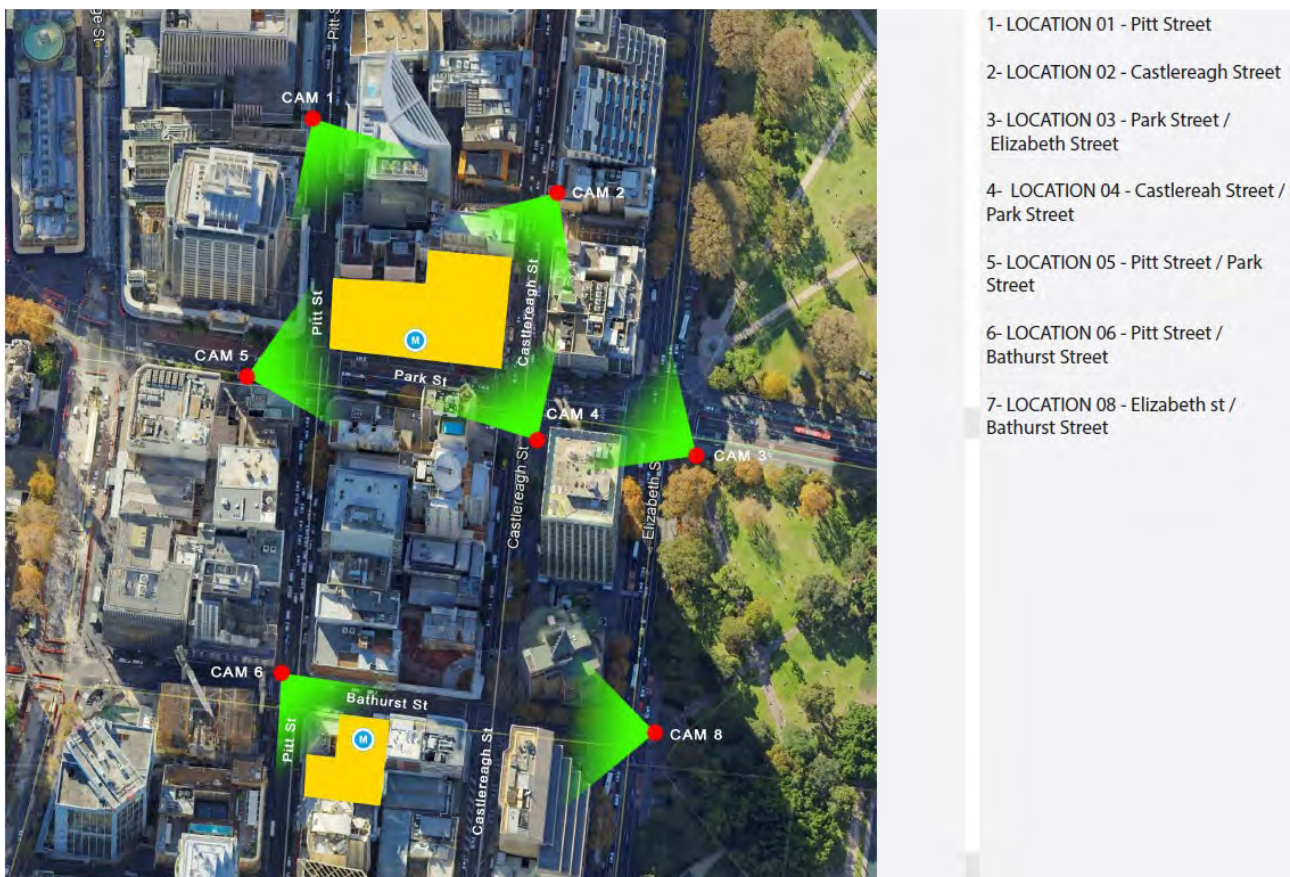 Pitt S
ge St
CAM 1
CAM 2
Pitt St
Castlereagh St
CAM 5
Park St
CAM 4
CAM 3
Castlereagh St
Elizabeth S
CAM 6
Bathurst St
Pitt St
M
M
CAM 8
Castlereagh St
1- LOCATION 01 - Pitt Street
2- LOCATION 02 - Castlereagh Street
3- LOCATION 03 - Park Street /
Elizabeth Street
4- LOCATION 04 - Castlereah Street /
Park Street
5- LOCATION 05 - Pitt Street / Park
Street
6- LOCATION 06 - Pitt Street /
Bathurst Street
7- LOCATION 08 - Elizabeth st /
Bathurst Street